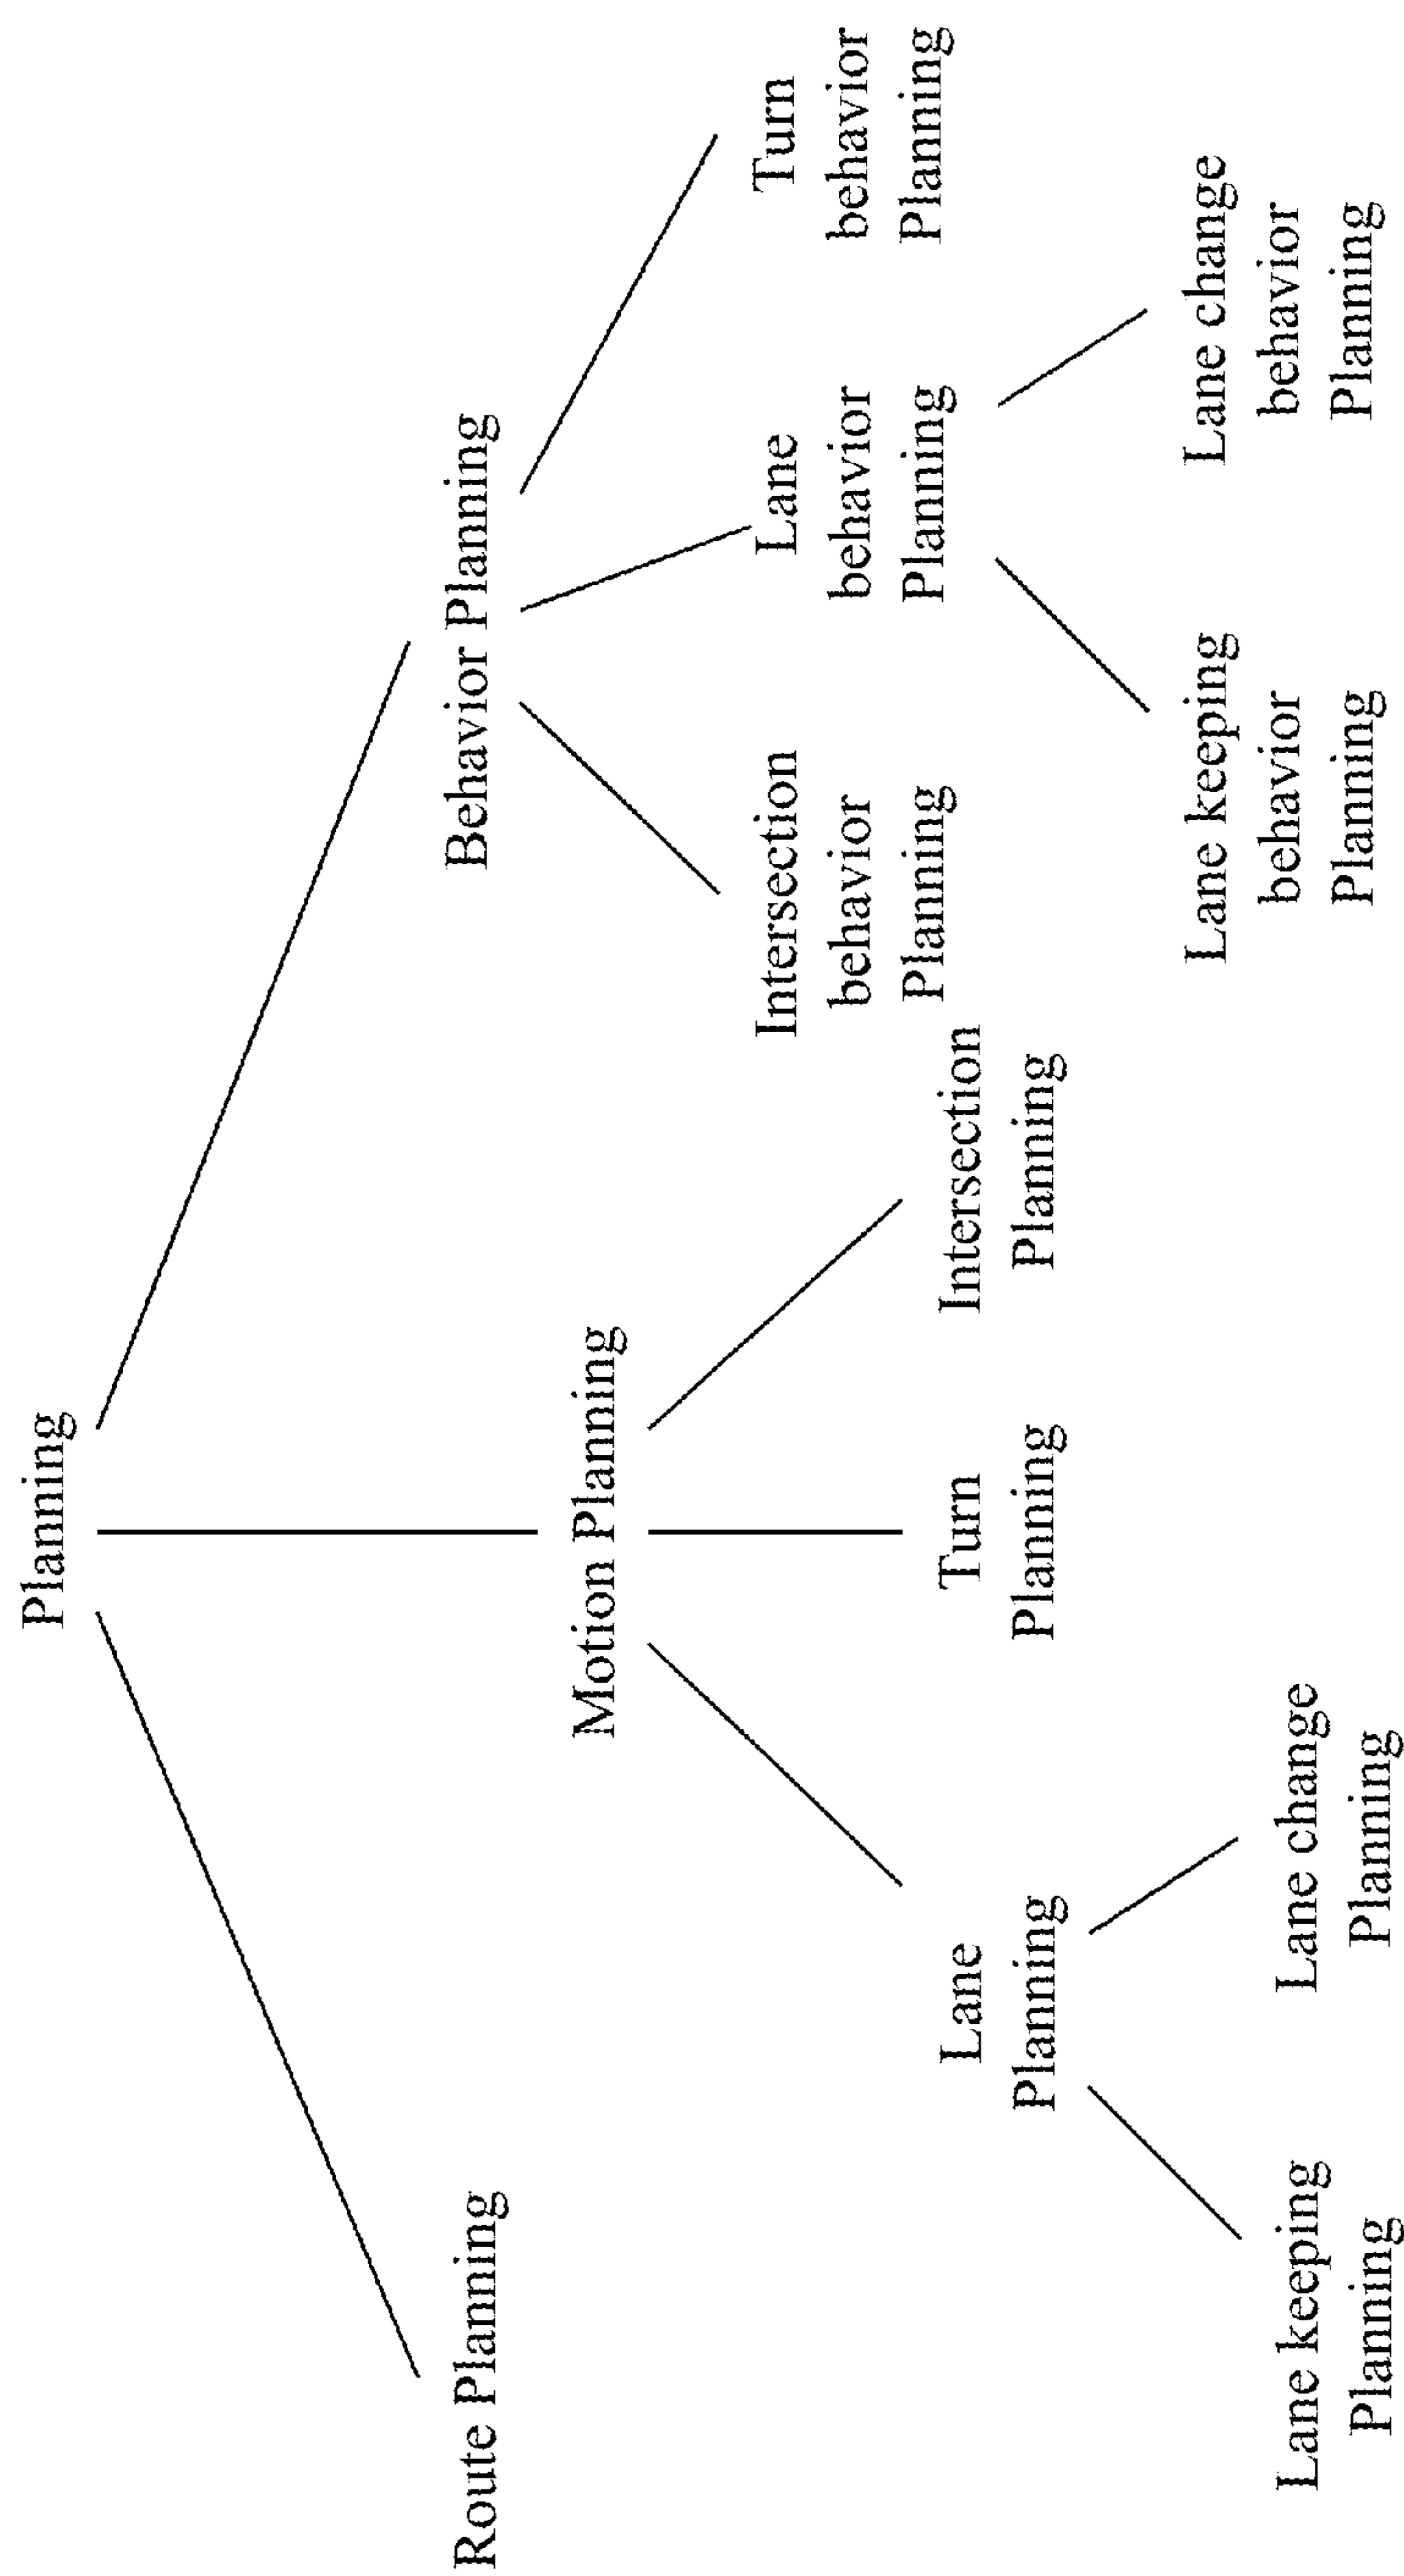 Planning
Route Planning
Motion Planning
Behavior Planning
Lane
Planning
Turn
Planning
Intersection
Planning
Intersection
behavior
Planning
Lane
behavior
Planning
Turn
behavior
Planning
Lane keeping
Planning
Lane change
Planning
Lane keeping
behavior
Planning
Lane change
behavior
Planning